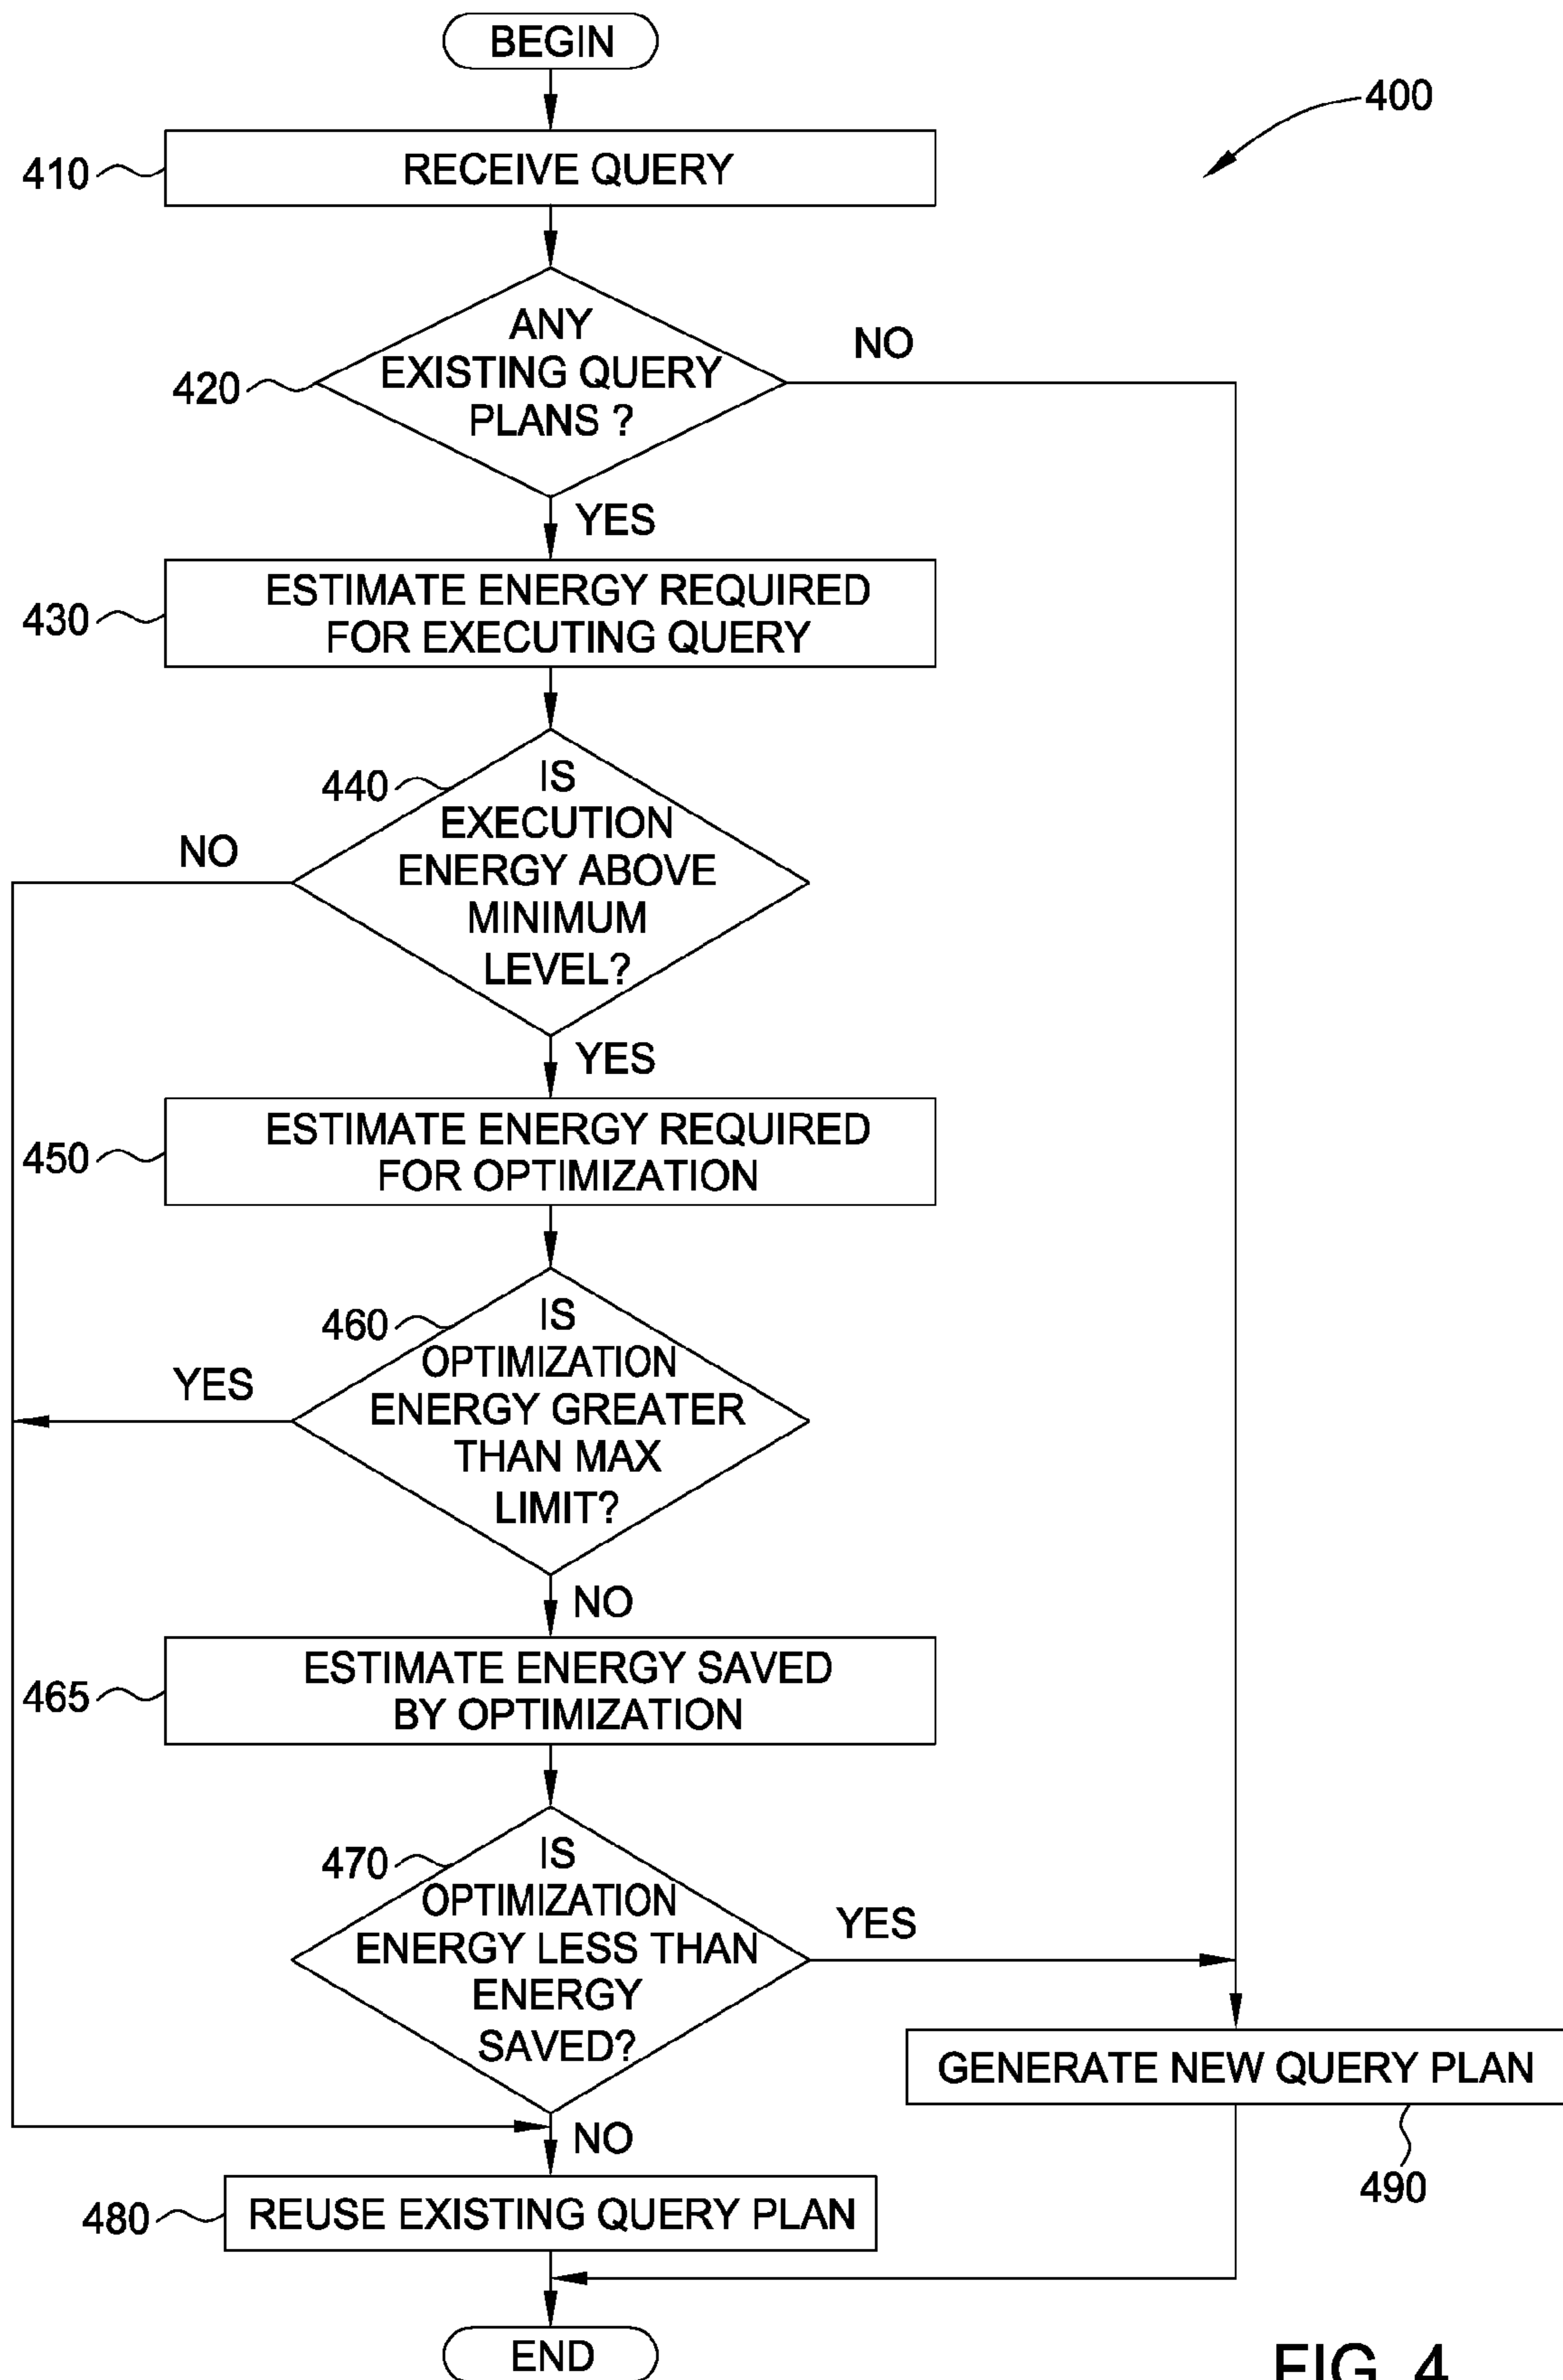 BEGIN
400
410
RECEIVE QUERY
ANY
EXISTING QUERY
PLANS ?
420
NO
YES
430
ESTIMATE ENERGY REQUIRED
FOR EXECUTING QUERY
440
IS
EXECUTION
ENERGY ABOVE
MINIMUM
LEVEL?
NO
YES
450
ESTIMATE ENERGY REQUIRED
FOR OPTIMIZATION
460
IS
OPTIMIZATION
ENERGY GREATER
THAN MAX
LIMIT?
YES
NO
465
ESTIMATE ENERGY SAVED
BY OPTIMIZATION
470
IS
OPTIMIZATION
ENERGY LESS THAN
ENERGY
SAVED?
YES
NO
GENERATE NEW QUERY PLAN
490
480
REUSE EXISTING QUERY PLAN
END
FIG. 4